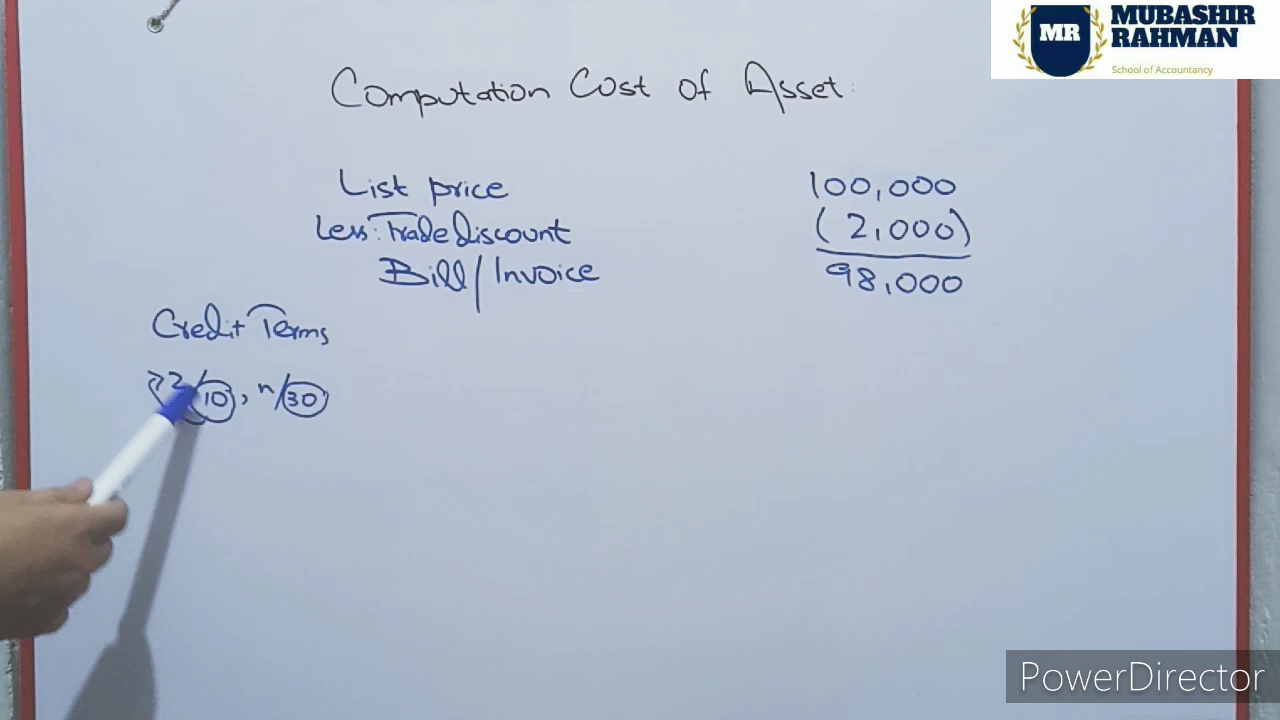 MR
MUBASHIR
RAHMAN
School of Accountancy
Computation Cost of Asset
List price 100,000
Less: Trade discount (2,000)
Bill/Invoice 98,000
Credit Terms
2/10, n/30
PowerDirector